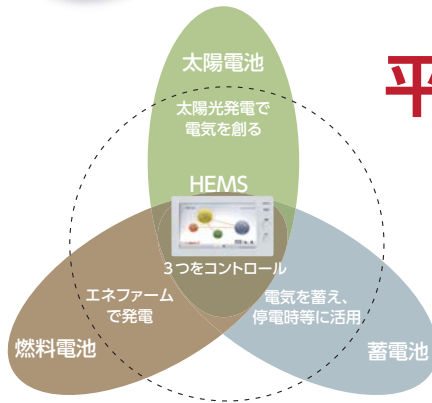 太陽電池
平
太陽光発電で
電気を創る
HEMS
3つをコントロール
エネファーム
で発電
電気を蓄え、
停電時等に活用
燃料電池
蓄電池